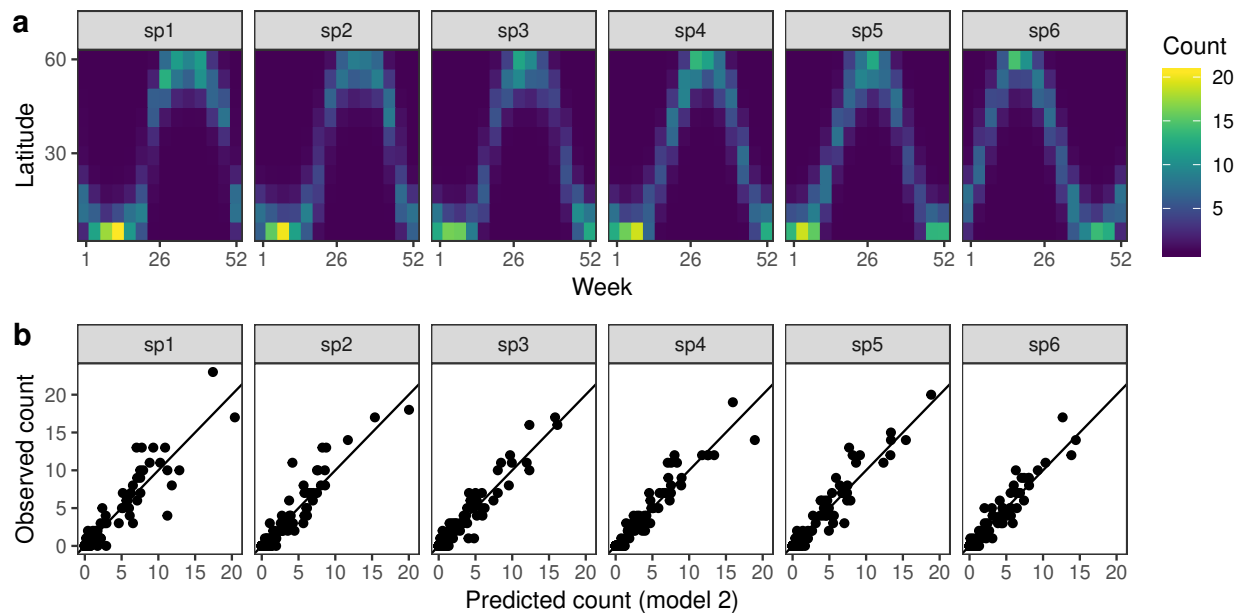 a
sp1 sp2 sp3 sp4 sp5 sp6
Latitude
60
30
1 26 52 1 26 52 1 26 52 1 26 52 1 26 52 1 26 52
Week
Count
20
15
10
5
b
sp1 sp2 sp3 sp4 sp5 sp6
Observed count
20
15
10
5
0
0 5 10 15 20 0 5 10 15 20 0 5 10 15 20 0 5 10 15 20 0 5 10 15 20 0 5 10 15 20
Predicted count (model 2)